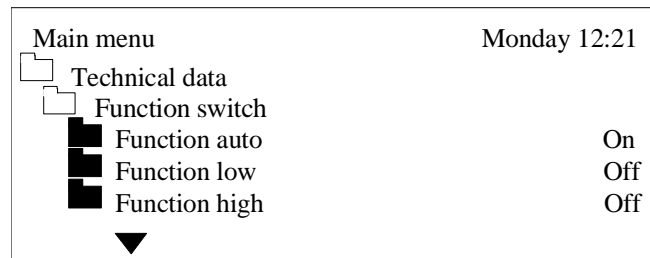 Main menu Monday 12:21
Technical data
Function switch
Function auto On
Function low Off
Function high Off